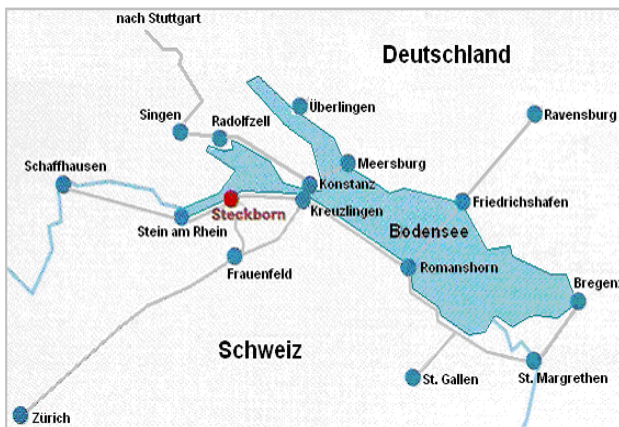 nach Stuttgart
Deutschland
Überlingen
Ravensburg
Singen
Radolfzell
Schaffhausen
Meersburg
Konstanz
Steckborn
Kreuzlingen
Friedrichshafen
Stein am Rhein
Bodensee
Frauenfeld
Romanshorn
Bregenz
Schweiz
St. Gallen
St. Margrethen
Zürich